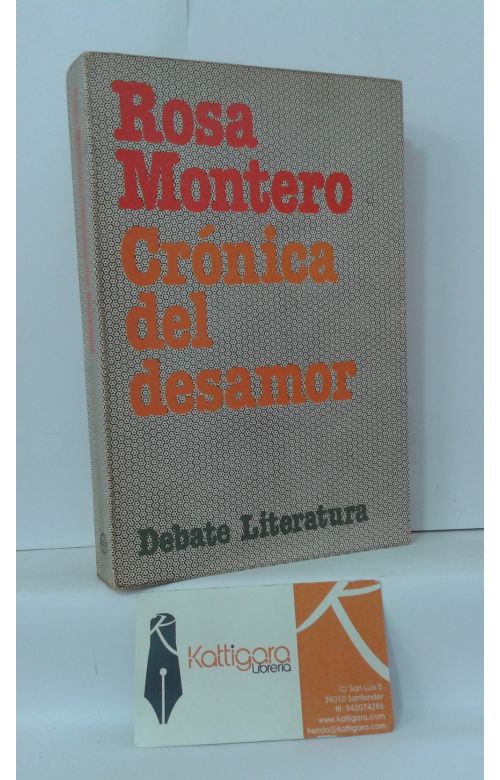 Rosa
Montero
Crónica
del
desamor
Debate Literatura
Kattigara
Librería
C/ San Luis 5
39010 Santander
tlf: 942074286
www.kattigara.com
tienda@kattigara.com